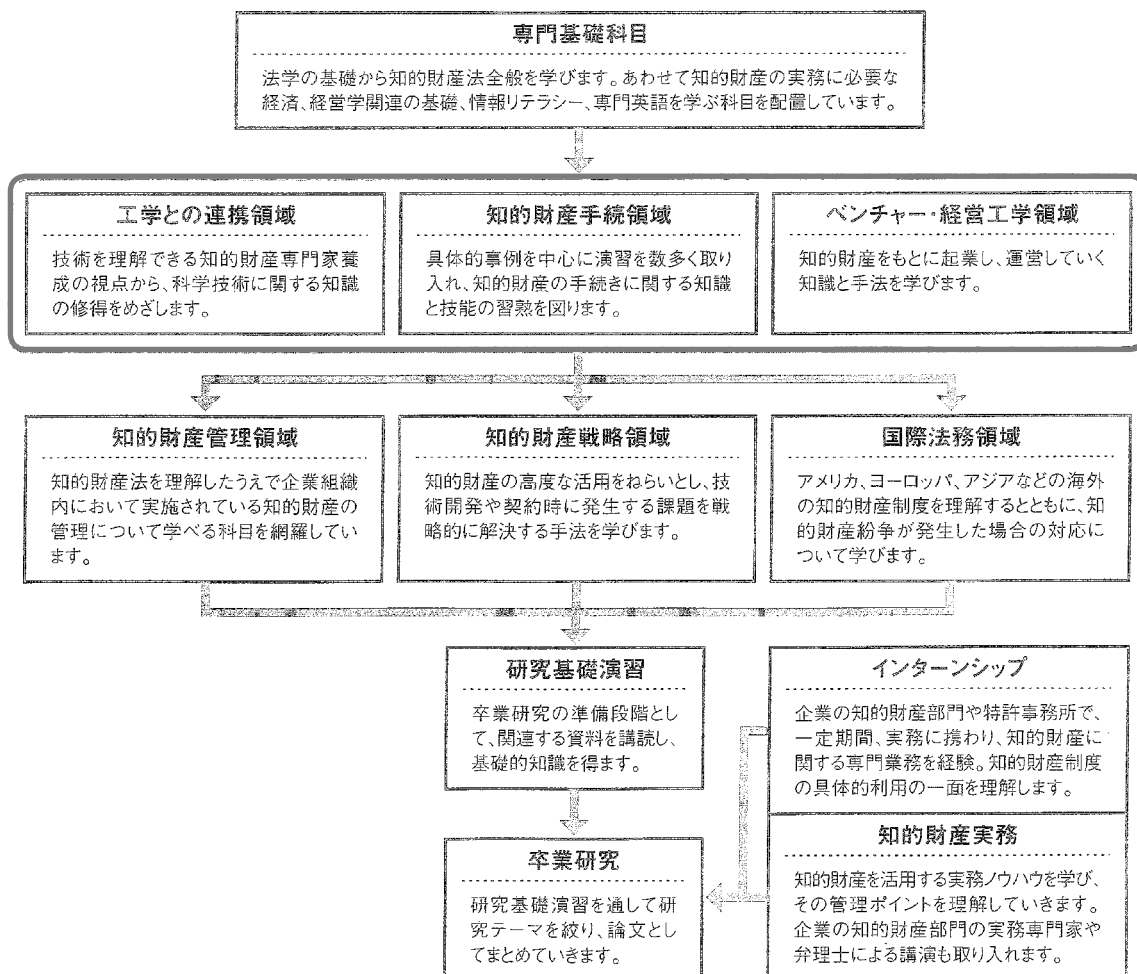 専門基礎科目
法学の基礎から知的財産法全般を学びます。あわせて知的財産の実務に必要な
経済、経営学関連の基礎、情報リテラシー、専門英語を学ぶ科目を配置しています。
工学との連携領域
技術を理解できる知的財産専門家養
成の視点から、科学技術に関する知識
の修得をめざします。
知的財産手続領域
具体的事例を中心に演習を数多く取り
入れ、知的財産の手続きに関する知識
と技能の習熟を図ります。
ベンチャー・経営工学領域
知的財産をもとに起業し、運営していく
知識と手法を学びます。
知的財産管理領域
知的財産法を理解したうえで企業組織
内において実施されている知的財産の
管理について学べる科目を網羅してい
ます。
知的財産戦略領域
知的財産の高度な活用をねらいとし、技
術開発や契約時に発生する課題を戦
略的に解決する手法を学びます。
国際法務領域
アメリカ、ヨーロッパ、アジアなどの海外
の知的財産制度を理解するとともに、知
的財産紛争が発生した場合の対応に
ついて学びます。
研究基礎演習
卒業研究の準備段階とし
て、関連する資料を講読し、
基礎的知識を得ます。
インターンシップ
企業の知的財産部門や特許事務所で、
一定期間、実務に携わり、知的財産に
関する専門業務を経験。知的財産制度
の具体的利用の一面を理解します。
卒業研究
研究基礎演習を通して研
究テーマを絞り、論文とし
てまとめていきます。
知的財産実務
知的財産を活用する実務ノウハウを学び、
その管理ポイントを理解していきます。
企業の知的財産部門の実務専門家や
弁理士による講演も取り入れます。